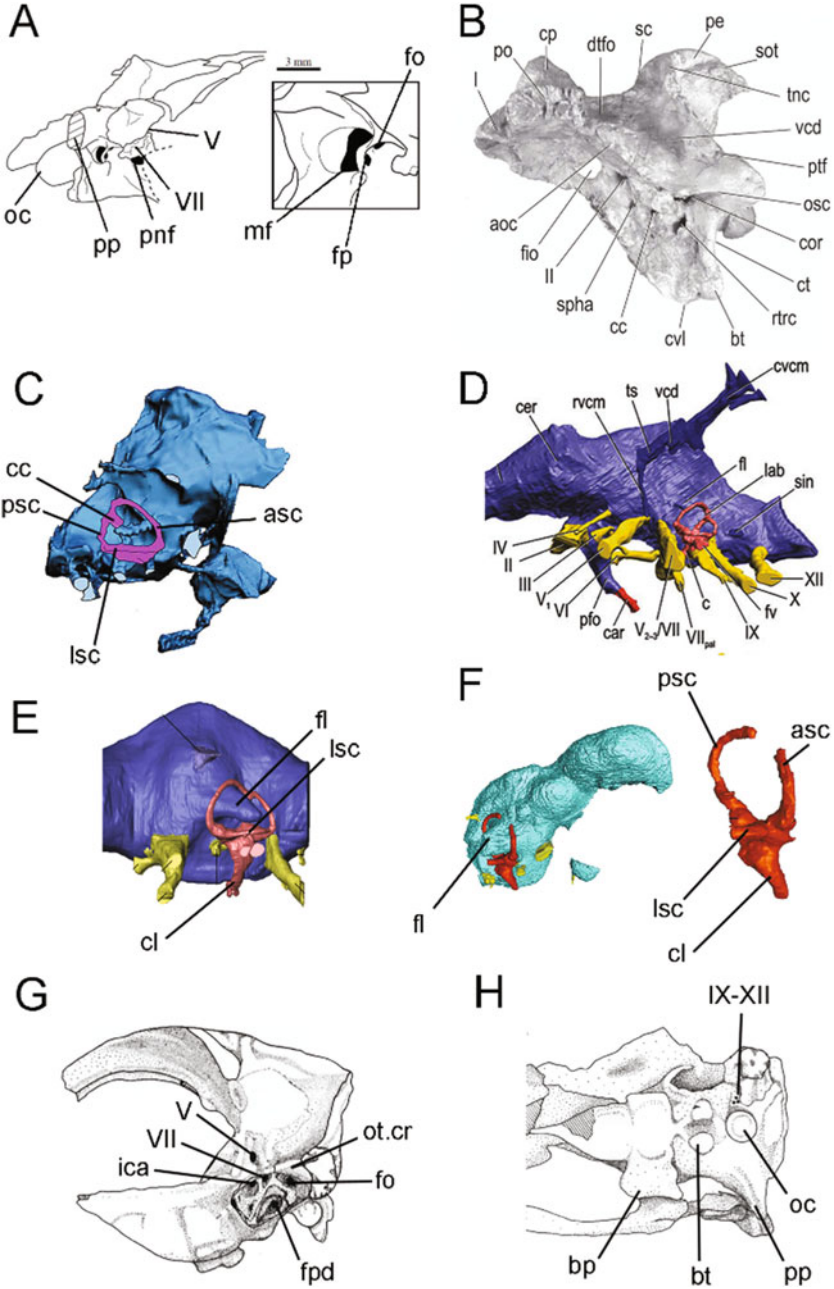 A
3 mm
fo
V
VII
oc
pp
pnf
mf
fp
B
cp
dtfo
sc
pe
po
sot
l
tnc
vcd
ptf
osc
cor
aoc
fio
II
spha
cc
cvl
bt
rtrc
ct
C
cc
psc
asc
lsc
D
cvcm
cer
rvcm
ts
vcd
fl
lab
sin
IV
II
III
V1
VI
pfo
car
V2-3/VII
VIIpal
c
IX
fv
X
XII
E
fl
lsc
cl
F
psc
asc
fl
lsc
cl
G
V
VII
ica
ot.cr
fo
fpd
H
IX-XII
bp
bt
oc
pp